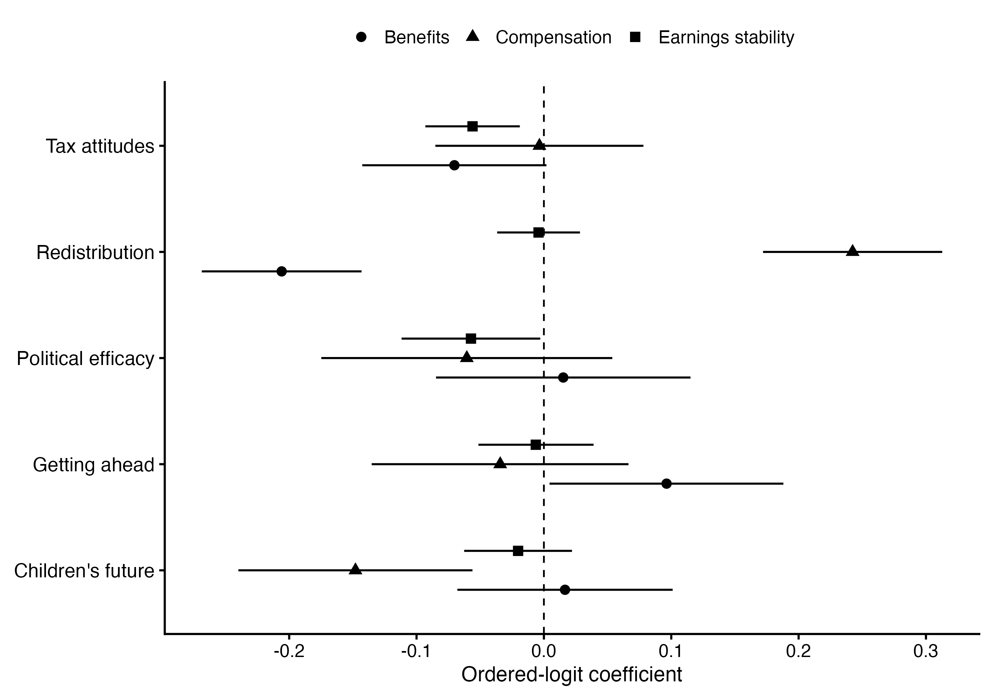 Benefits Compensation Earnings stability
Tax attitudes
Redistribution
Political efficacy
Getting ahead
Children's future
-0.2 -0.1 0.0 0.1 0.2 0.3
Ordered-logit coefficient